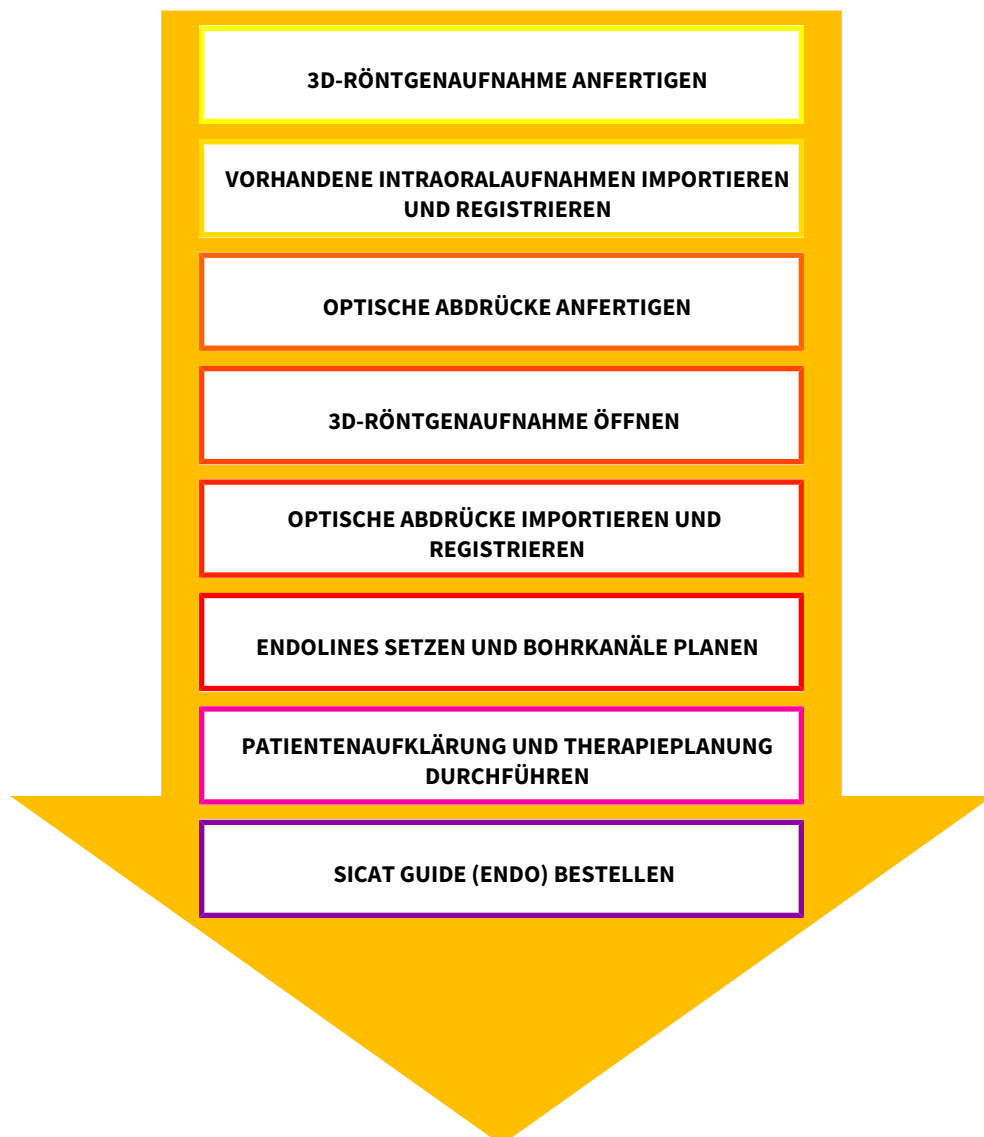 3D-RÖNTGENAUFNAHME ANFERTIGEN
VORHANDENE INTRAORALAUFNAHMEN IMPORTIEREN
UND REGISTRIEREN
OPTISCHE ABDRÜCKE ANFERTIGEN
3D-RÖNTGENAUFNAHME ÖFFNEN
OPTISCHE ABDRÜCKE IMPORTIEREN UND
REGISTRIEREN
ENDOLINES SETZEN UND BOHRKANÄLE PLANEN
PATIENTENAUFKLÄRUNG UND THERAPIEPLANUNG
DURCHFÜHREN
SICAT GUIDE (ENDO) BESTELLEN